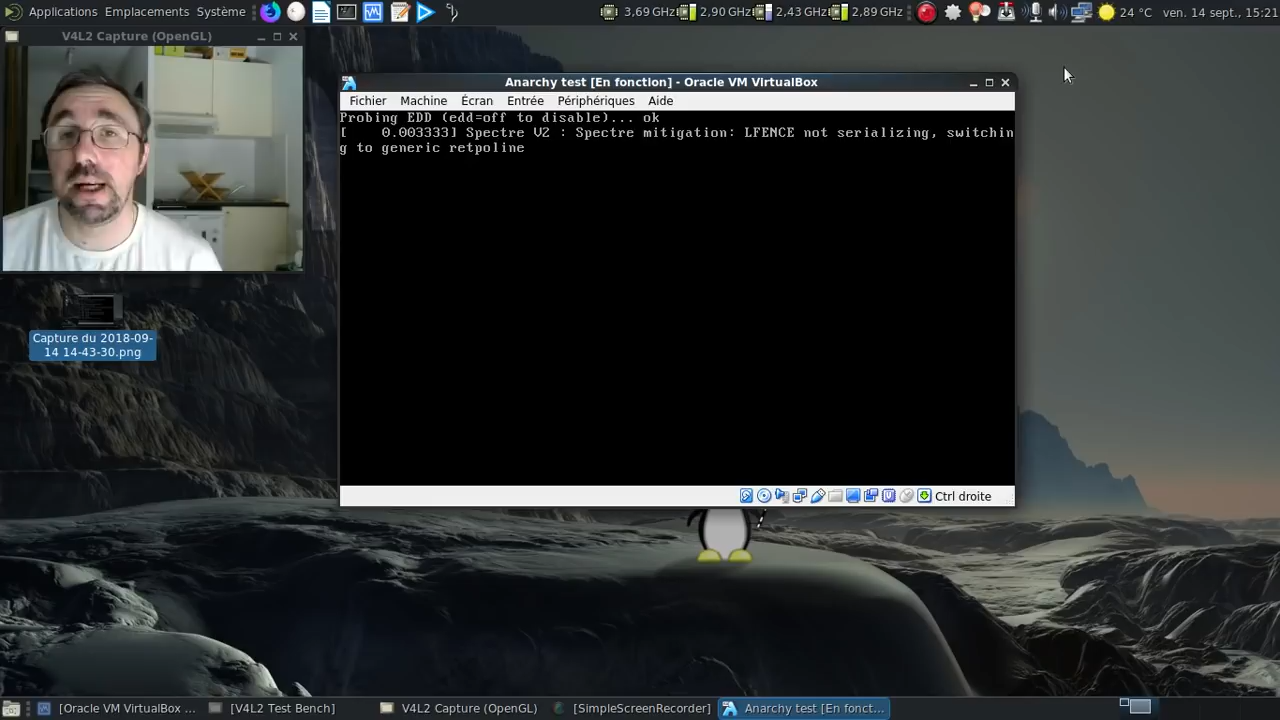 Applications Emplacements Système
3,69 GHz 2,90 GHz 2,43 GHz 2,89 GHz
24 °C ven. 14 sept., 15:21
V4L2 Capture (OpenGL)
Anarchy test [En fonction] - Oracle VM VirtualBox
Fichier Machine Écran Entrée Périphériques Aide
Probing EDD (edd=off to disable)... ok
[    0.003333] Spectre V2 : Spectre mitigation: LFENCE not serializing, switchin
g to generic retpoline
Capture du 2018-09-
14 14-43-30.png
Ctrl droite
[Oracle VM VirtualBox ... [V4L2 Test Bench] V4L2 Capture (OpenGL) [SimpleScreenRecorder] Anarchy test [En fonct...